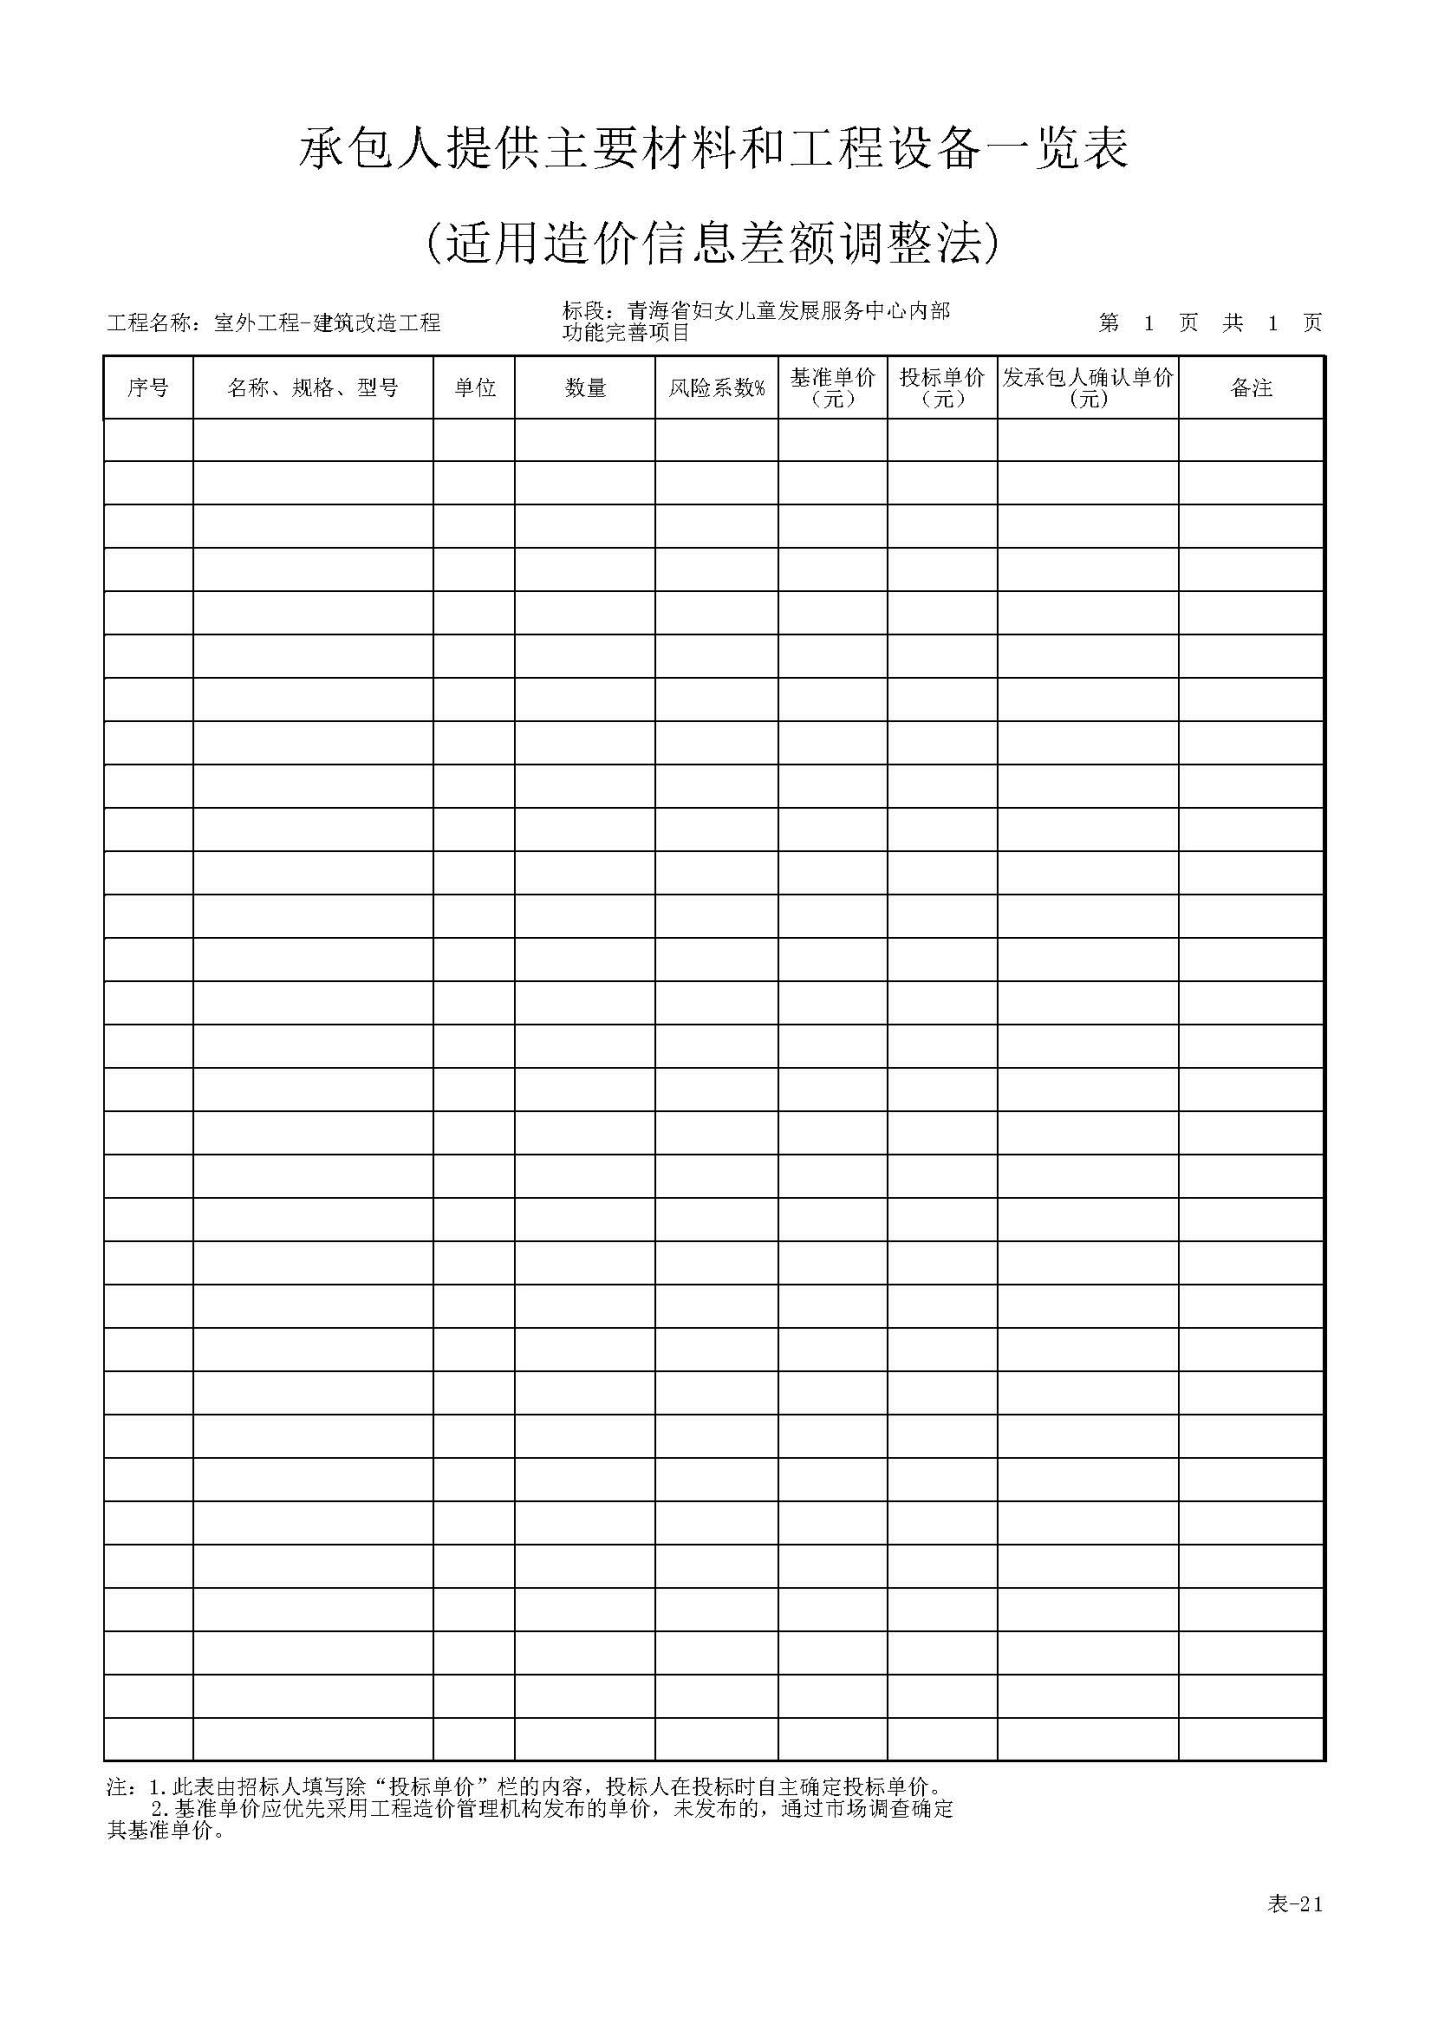 承包人提供主要材料和工程设备一览表
(适用造价信息差额调整法)
工程名称：室外工程-建筑改造工程
标段：青海省妇女儿童发展服务中心内部
功能完善项目
第 1 页 共 1 页
序号
名称、规格、型号
单位
数量
风险系数%
基准单价
（元）
投标单价
（元）
发承包人确认单价
(元)
备注
注：1.此表由招标人填写除“投标单价”栏的内容，投标人在投标时自主确定投标单价。
2.基准单价应优先采用工程造价管理机构发布的单价，未发布的，通过市场调查确定
其基准单价。
表-21